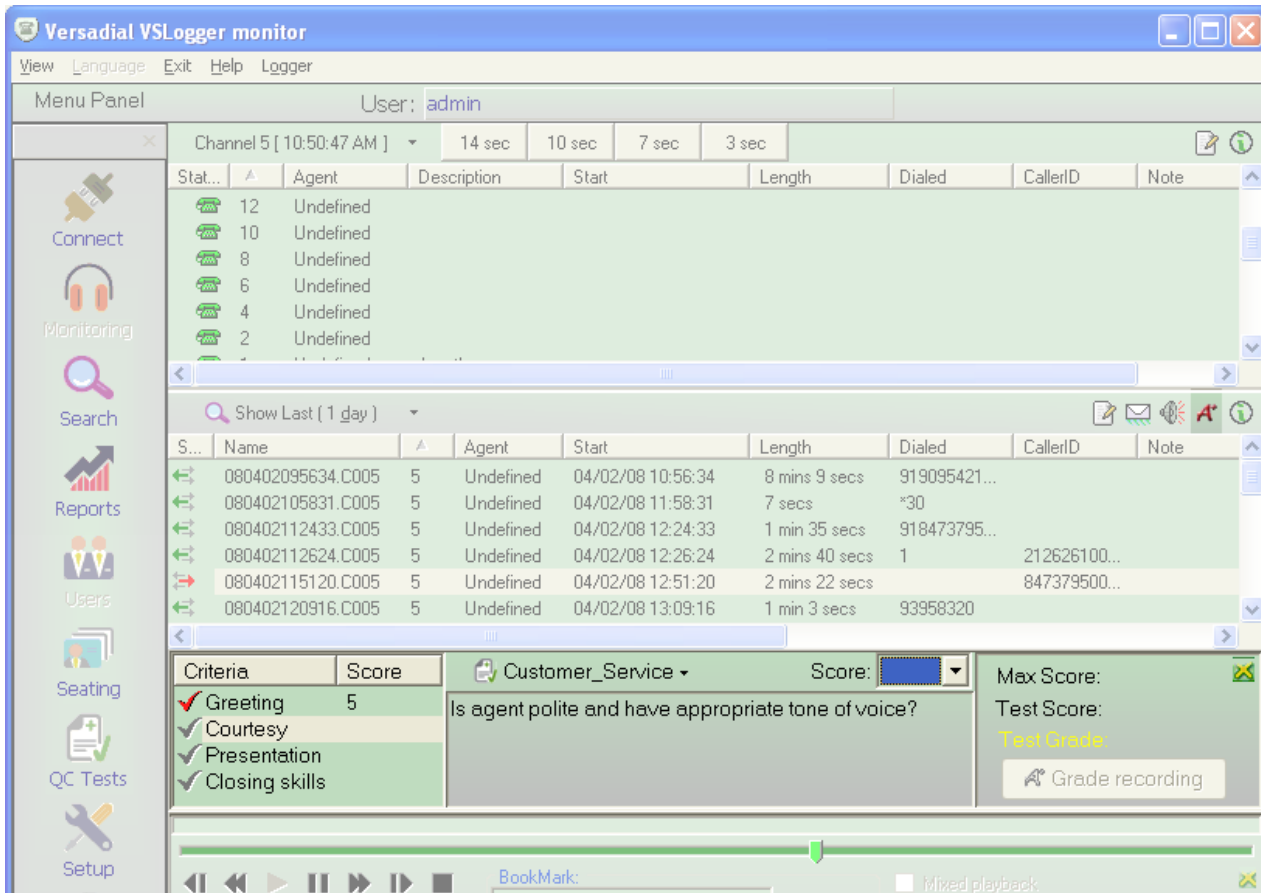 Versadial VSLogger monitor
View Language Exit Help Logger
Menu Panel User: admin
Channel 5 [ 10:50:47 AM ] 14 sec 10 sec 7 sec 3 sec
Stat... Agent Description Start Length Dialed CallerID Note
12 Undefined
10 Undefined
8 Undefined
6 Undefined
4 Undefined
2 Undefined
Connect
Monitoring
Search
Reports
Users
Seating
QC Tests
Setup
Show Last ( 1 day )
S... Name Agent Start Length Dialed CallerID Note
080402095634.C005 5 Undefined 04/02/08 10:56:34 8 mins 9 secs 919095421...
080402105831.C005 5 Undefined 04/02/08 11:58:31 7 secs *30
080402112433.C005 5 Undefined 04/02/08 12:24:33 1 min 35 secs 918473795...
080402112624.C005 5 Undefined 04/02/08 12:26:24 2 mins 40 secs 1 212626100...
080402115120.C005 5 Undefined 04/02/08 12:51:20 2 mins 22 secs 847379500...
080402120916.C005 5 Undefined 04/02/08 13:09:16 1 min 3 secs 93958320
Criteria Score
Greeting 5
Courtesy
Presentation
Closing skills
Customer_Service Score:
Is agent polite and have appropriate tone of voice?
Max Score:
Test Score:
Test Grade:
A+ Grade recording
BookMark:
Mixed playback